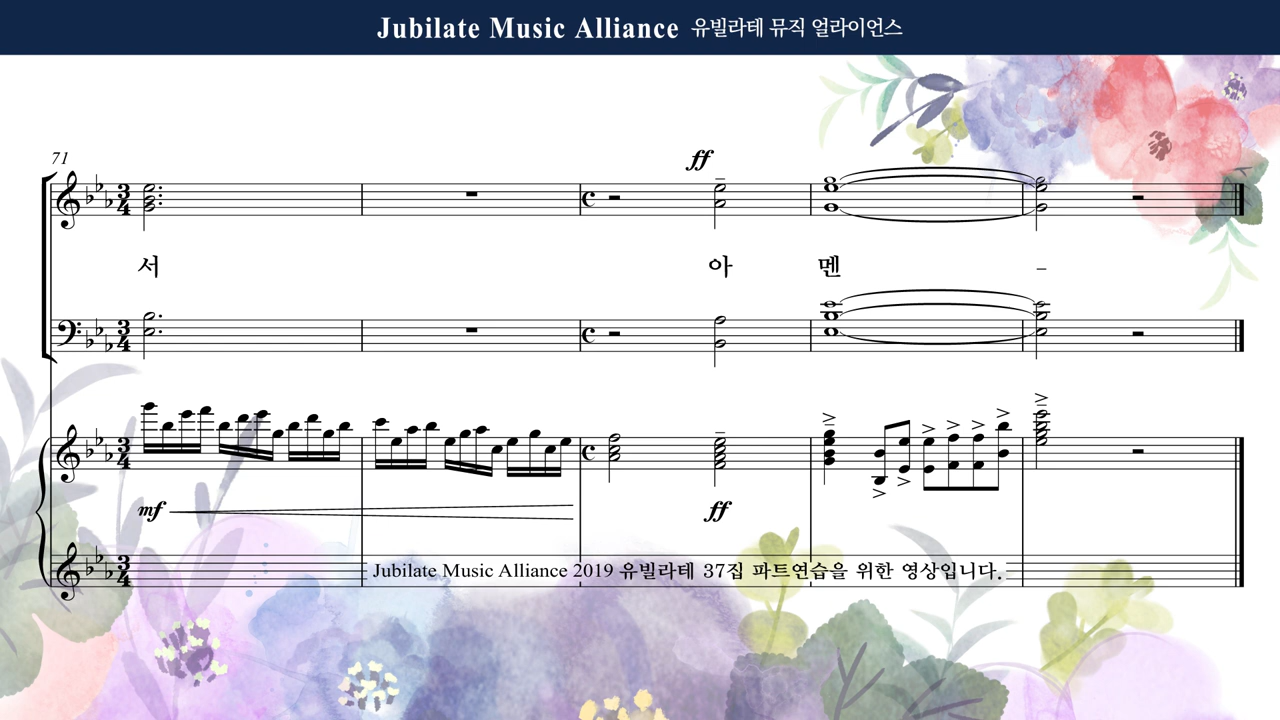 Jubilate Music Alliance 유빌라테 뮤직 얼라이언스
71
ff
서 아 멘 -
mf ff
Jubilate Music Alliance 2019 유빌라테 37집 파트연습을 위한 영상입니다.